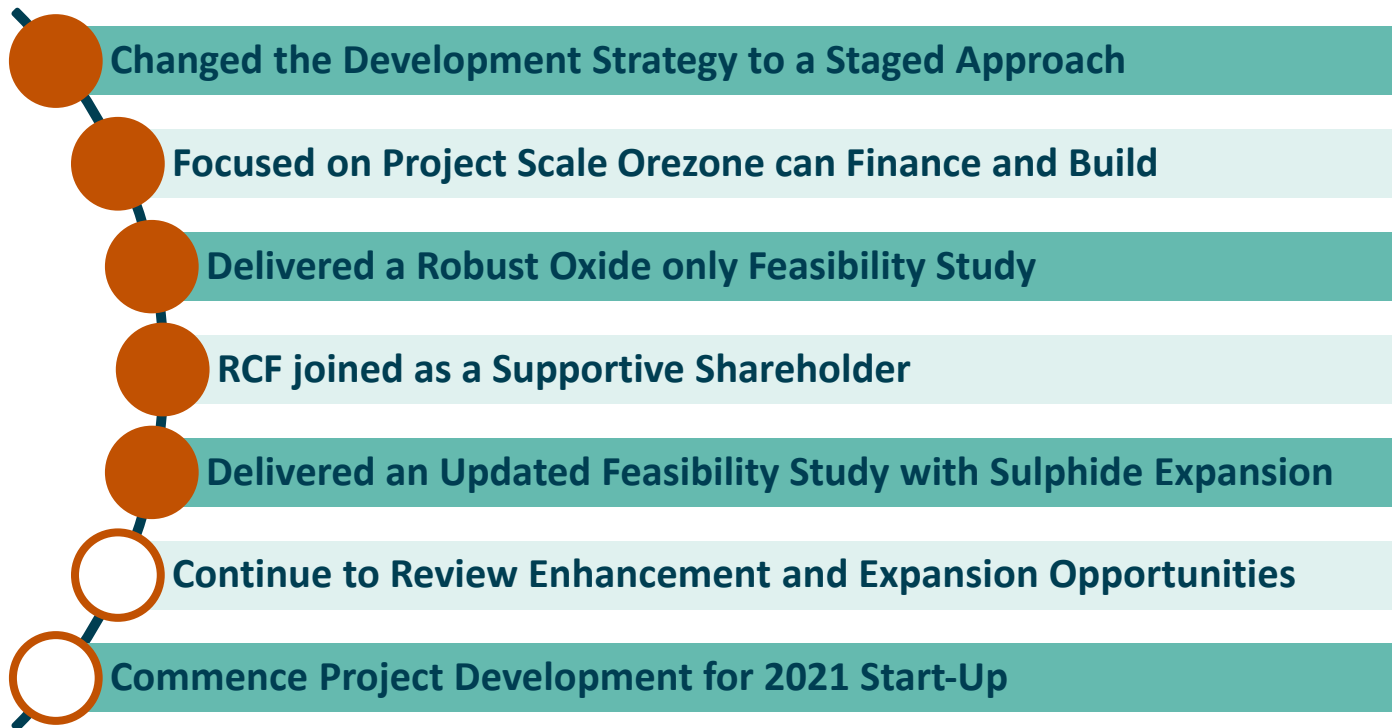 Changed the Development Strategy to a Staged Approach
Focused on Project Scale Orezone can Finance and Build
Delivered a Robust Oxide only Feasibility Study
RCF joined as a Supportive Shareholder
Delivered an Updated Feasibility Study with Sulphide Expansion
Continue to Review Enhancement and Expansion Opportunities
Commence Project Development for 2021 Start-Up